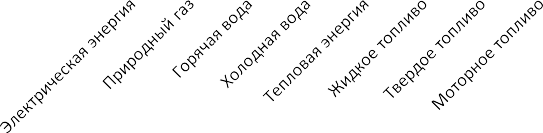 Электрическая энергия
Природный газ
Горячая вода
Холодная вода
Тепловая энергия
Жидкое топливо
Твердое топливо
Моторное топливо